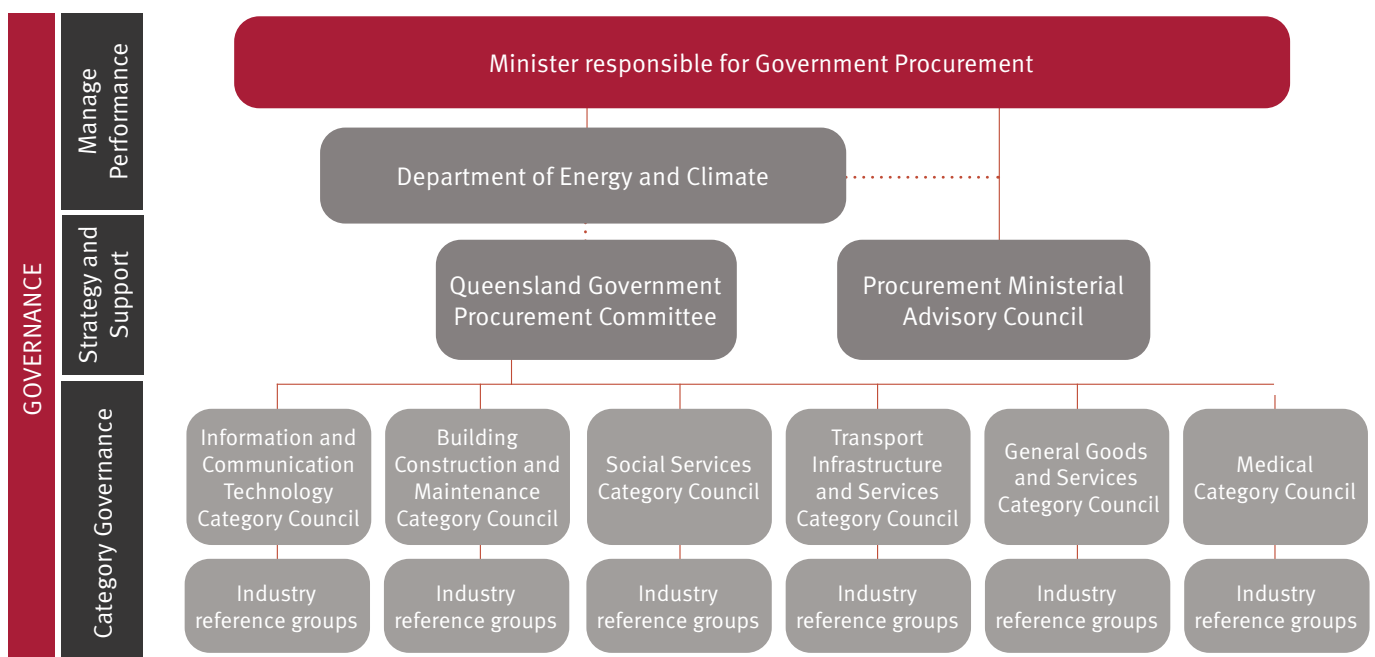 GOVERNANCE
Manage
Performance
Strategy and
Support
Category Governance
Minister responsible for Government Procurement
Department of Energy and Climate
Queensland Government
Procurement Committee
Procurement Ministerial
Advisory Council
Information and
Communication
Technology
Category Council
Building
Construction and
Maintenance
Category Council
Social Services
Category Council
Transport
Infrastructure
and Services
Category Council
General Goods
and Services
Category Council
Medical
Category Council
Industry
reference groups
Industry
reference groups
Industry
reference groups
Industry
reference groups
Industry
reference groups
Industry
reference groups